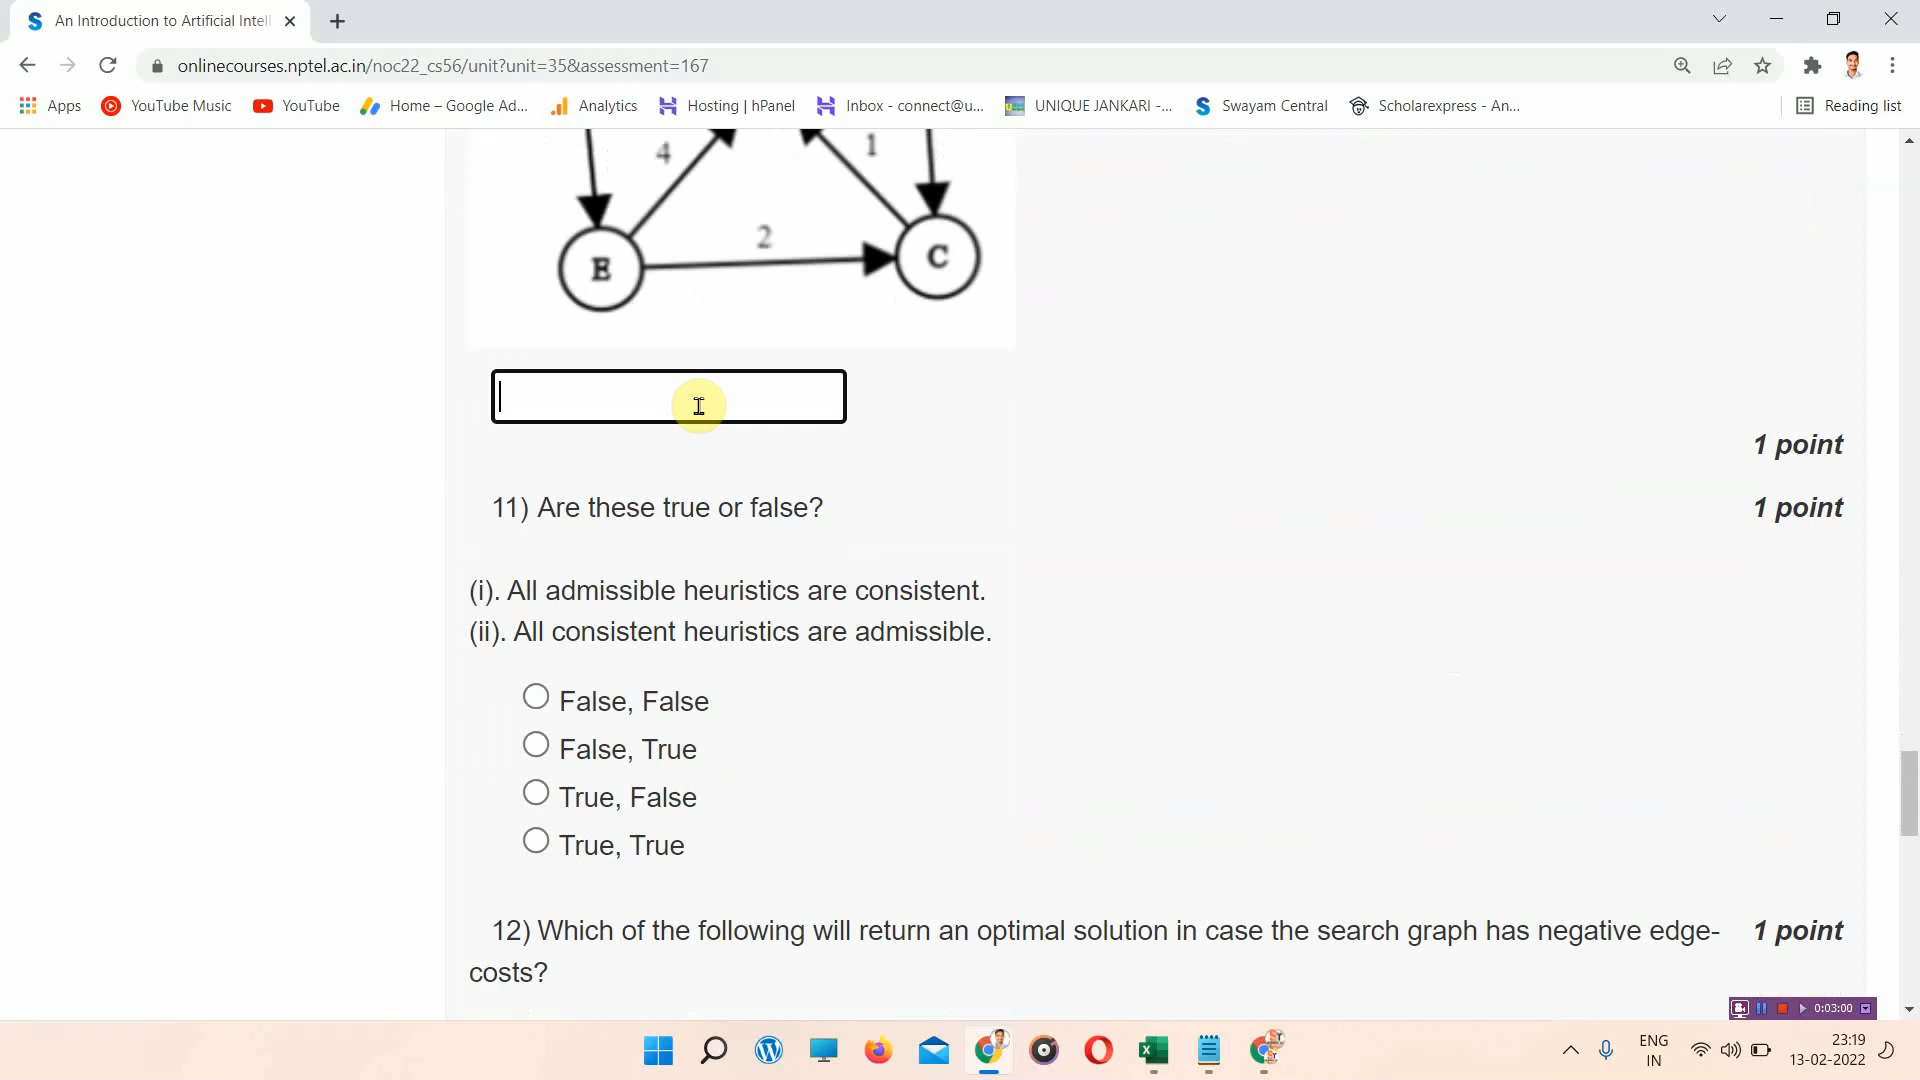 An Introduction to Artificial Intell
onlinecourses.nptel.ac.in/noc22_cs56/unit?unit=35&assessment=167
Apps YouTube Music YouTube Home – Google Ad... Analytics Hosting | hPanel Inbox - connect@u... UNIQUE JANKARI -... Swayam Central Scholarexpress - An... Reading list
4 1
2
E C
1 point
11) Are these true or false? 1 point
(i). All admissible heuristics are consistent.
(ii). All consistent heuristics are admissible.
False, False
False, True
True, False
True, True
12) Which of the following will return an optimal solution in case the search graph has negative edge- 1 point
costs?
0:03:00
ENG 23:19
IN 13-02-2022